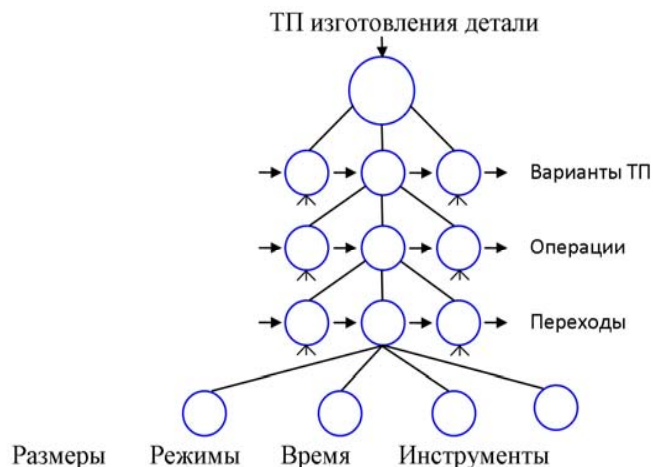 ТП изготовления детали
Варианты ТП
Операции
Переходы
Размеры Режимы Время Инструменты